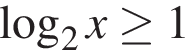 log₂ x ≥ 1